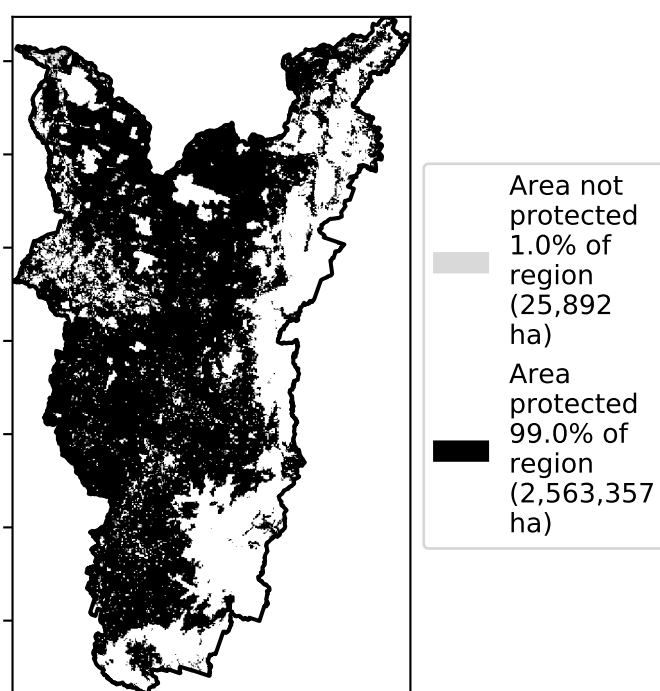 Area not
protected
1.0% of
region
(25,892
ha)
Area
protected
99.0% of
region
(2,563,357
ha)